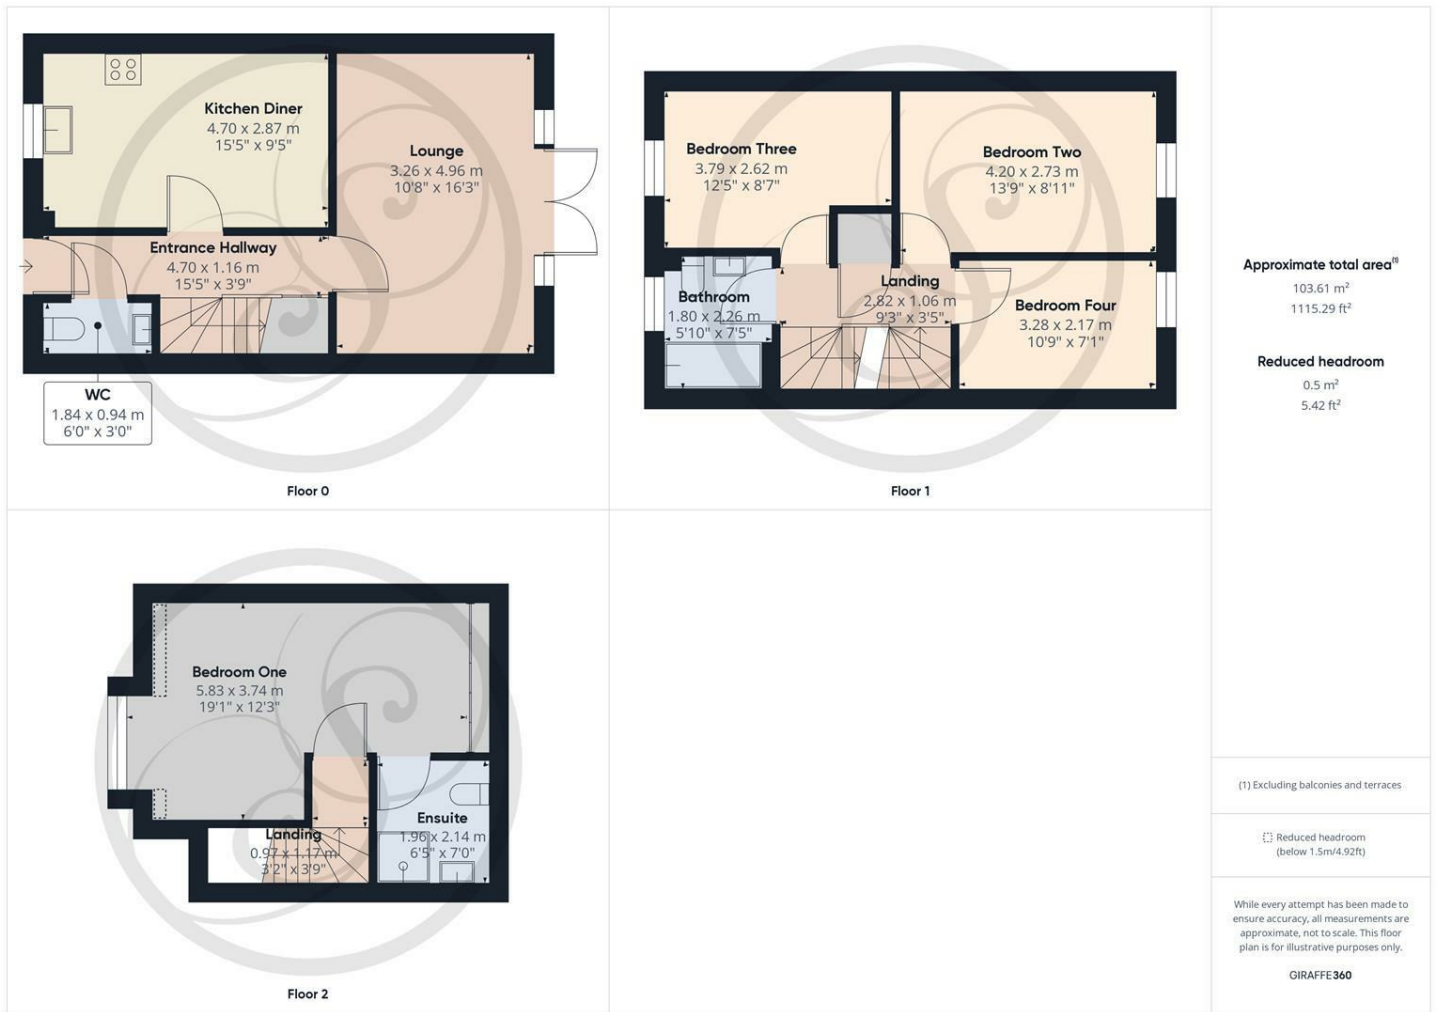 Kitchen Diner
4.70 x 2.87 m
15'5" x 9'5"
Lounge
3.26 x 4.96 m
10'8" x 16'3"
Entrance Hallway
4.70 x 1.16 m
15'5" x 3'9"
WC
1.84 x 0.94 m
6'0" x 3'0"
Floor 0
Bedroom Three
3.79 x 2.62 m
12'5" x 8'7"
Bedroom Two
4.20 x 2.73 m
13'9" x 8'11"
Bathroom
1.80 x 2.26 m
5'10" x 7'5"
Landing
2.82 x 1.06 m
9'3" x 3'5"
Bedroom Four
3.28 x 2.17 m
10'9" x 7'1"
Floor 1
Bedroom One
5.83 x 3.74 m
19'1" x 12'3"
Landing
0.97 x 1.17 m
3'2" x 3'9"
Ensuite
1.96 x 2.14 m
6'5" x 7'0"
Floor 2
Approximate total area⁽¹⁾
103.61 m²
1115.29 ft²
Reduced headroom
0.5 m²
5.42 ft²
(1) Excluding balconies and terraces
Reduced headroom
(below 1.5m/4.92ft)
While every attempt has been made to
ensure accuracy, all measurements are
approximate, not to scale. This floor
plan is for illustrative purposes only.
GIRAFFE360